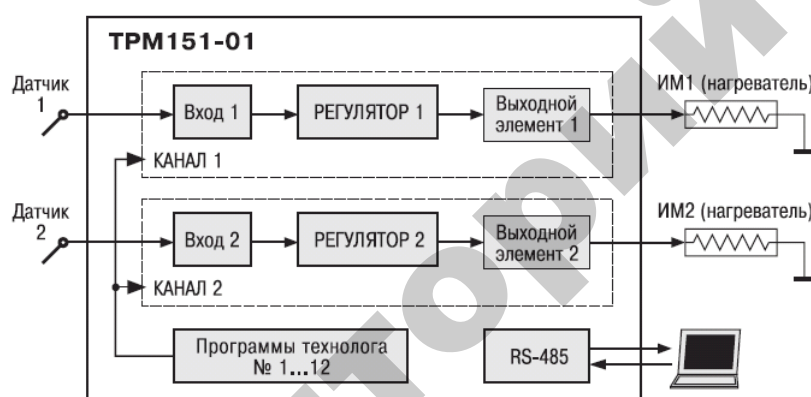 ТРМ151-01
Датчик
1
Вход 1
РЕГУЛЯТОР 1
Выходной
элемент 1
ИМ1 (нагреватель)
КАНАЛ 1
Датчик
2
Вход 2
РЕГУЛЯТОР 2
Выходной
элемент 2
ИМ2 (нагреватель)
КАНАЛ 2
Программы технолога
№ 1...12
RS-485